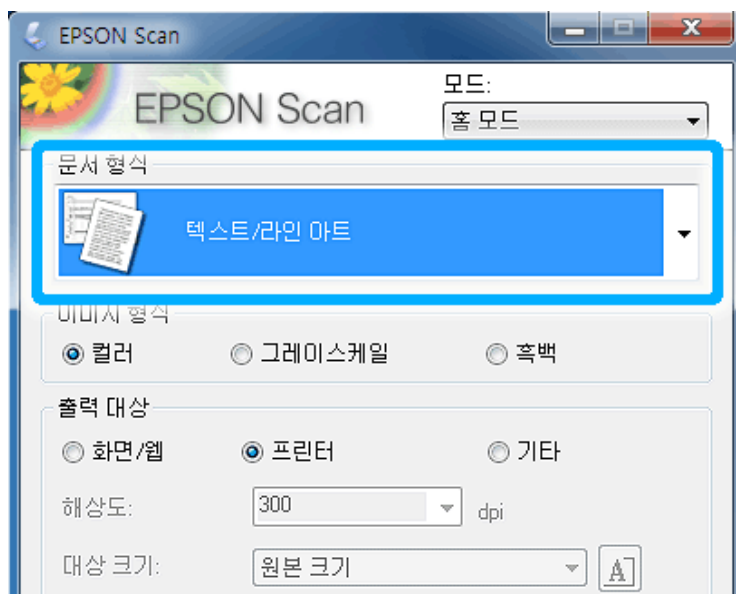 EPSON Scan
EPSON Scan
모드:
홈 모드
문서 형식
텍스트/라인 아트
이미지 형식
컬러 그레이스케일 흑백
출력 대상
화면/웹 프린터 기타
해상도: 300 dpi
대상 크기: 원본 크기 A